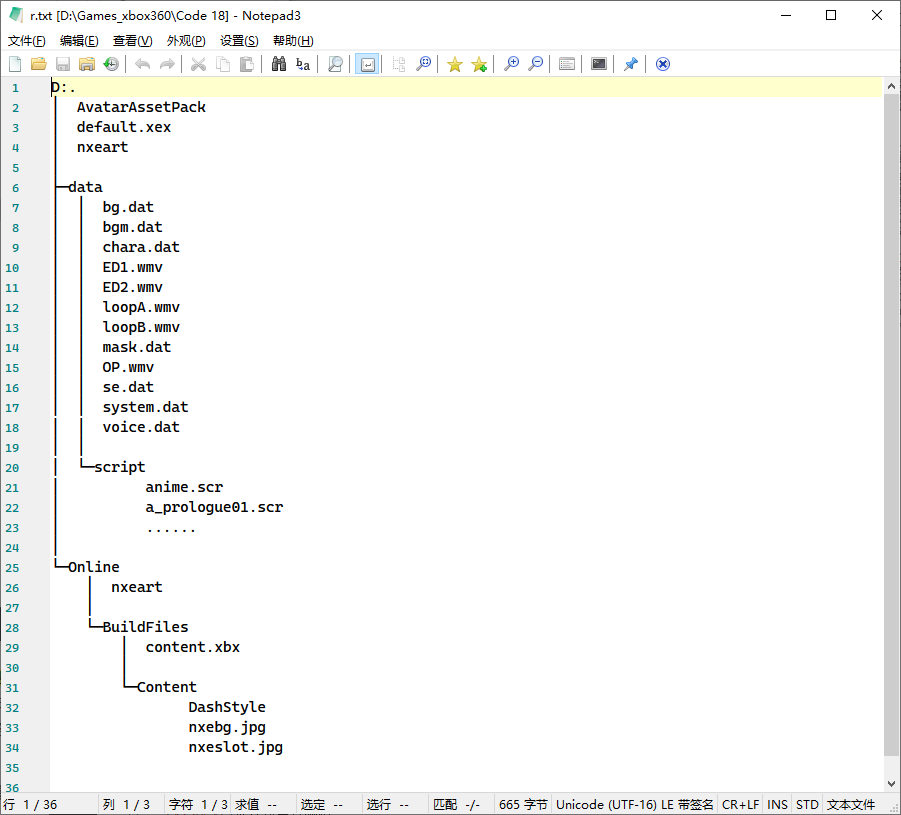 r.txt [D:\Games_xbox360\Code 18] - Notepad3
文件(F) 编辑(E) 查看(V) 外观(P) 设置(S) 帮助(H)
1 D:.
2 │ AvatarAssetPack
3 │ default.xex
4 │ nxeart
5 │
6 ├─data
7 │ │ bg.dat
8 │ │ bgm.dat
9 │ │ chara.dat
10 │ │ ED1.wmv
11 │ │ ED2.wmv
12 │ │ loopA.wmv
13 │ │ loopB.wmv
14 │ │ mask.dat
15 │ │ OP.wmv
16 │ │ se.dat
17 │ │ system.dat
18 │ │ voice.dat
19 │ │
20 │ └─script
21 │ anime.scr
22 │ a_prologue01.scr
23 │ ......
24 │
25 └─Online
26 │ nxeart
27 │
28 └─BuildFiles
29 │ content.xbx
30 │
31 └─Content
32 DashStyle
33 nxebg.jpg
34 nxeslot.jpg
35
36
行 1 / 36 列 1 / 3 字符 1 / 3 求值 -- 选定 -- 选行 -- 匹配 -/- 665 字节 Unicode (UTF-16) LE 带签名 CR+LF INS STD 文本文件